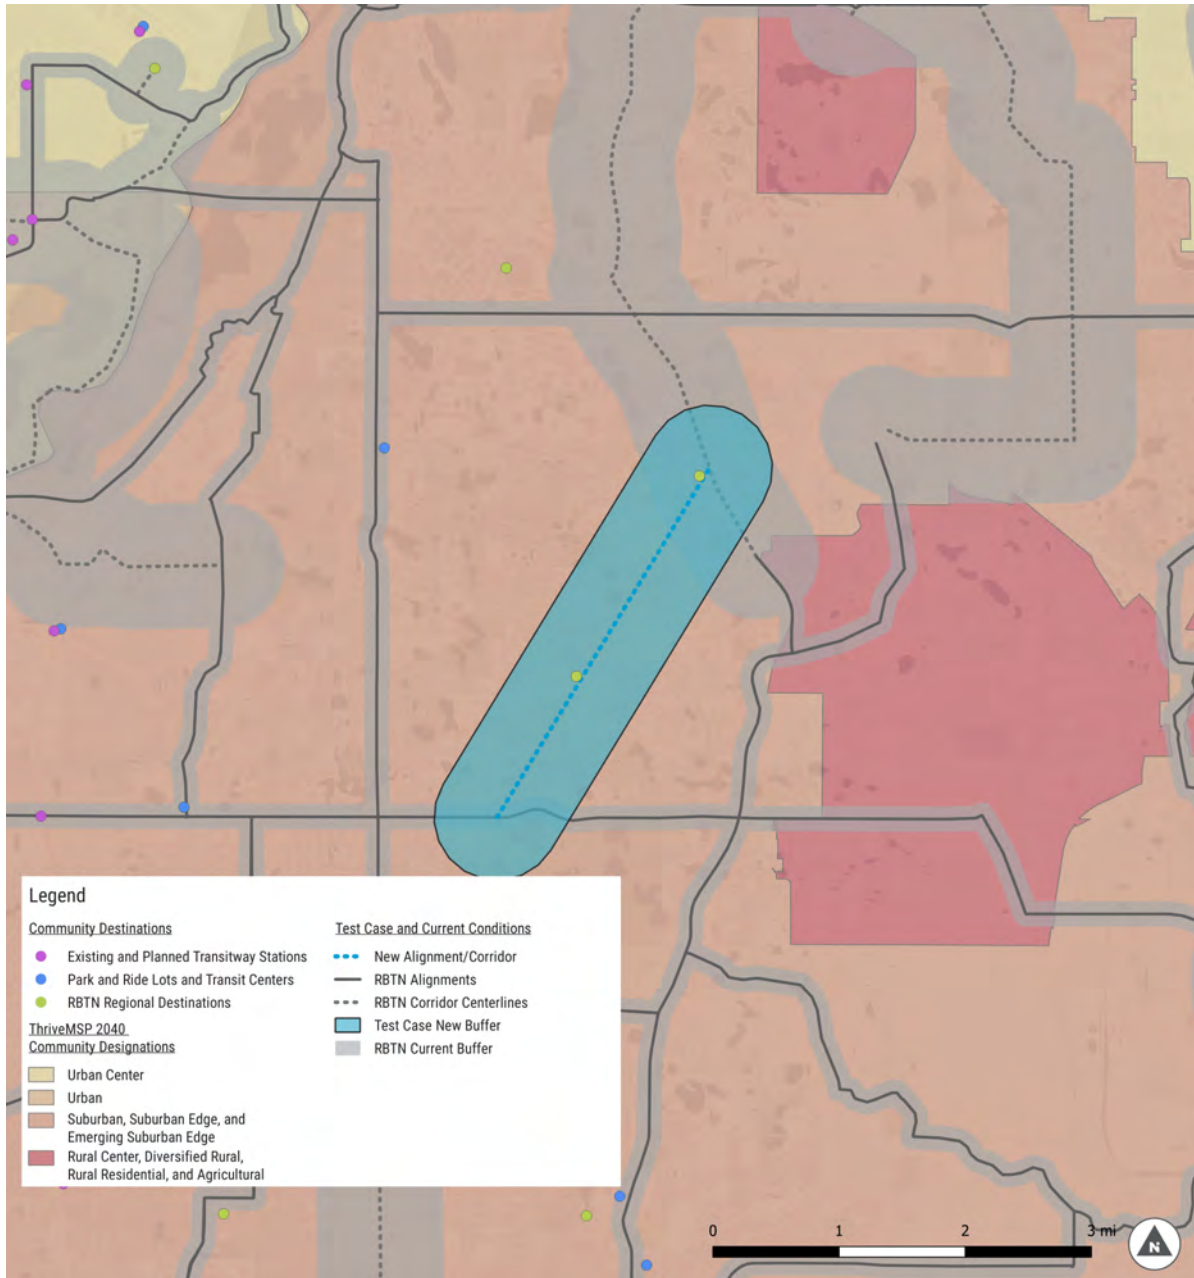 Legend
Community Destinations
Existing and Planned Transitway Stations
Park and Ride Lots and Transit Centers
RBTN Regional Destinations
ThriveMSP 2040
Community Designations
Urban Center
Urban
Suburban, Suburban Edge, and
Emerging Suburban Edge
Rural Center, Diversified Rural,
Rural Residential, and Agricultural
Test Case and Current Conditions
New Alignment/Corridor
RBTN Alignments
RBTN Corridor Centerlines
Test Case New Buffer
RBTN Current Buffer
0 1 2 3 mi
N